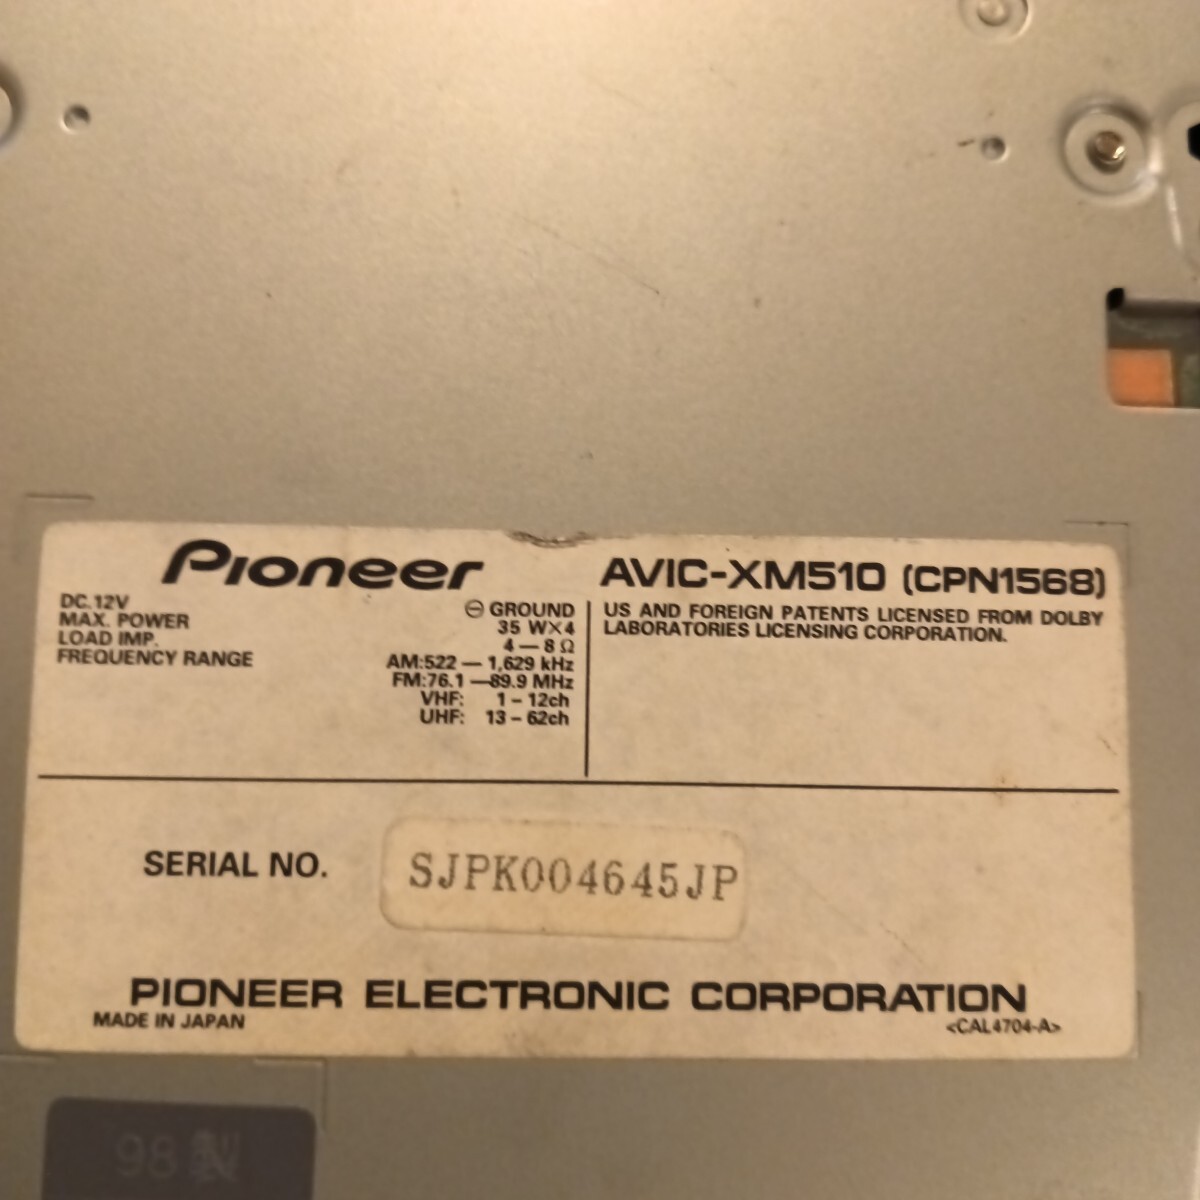 Pioneer
DC.12V ⊖ GROUND
MAX. POWER 35 W×4
LOAD IMP. 4 — 8 Ω
FREQUENCY RANGE AM:522 — 1,629 kHz
FM:76.1 —89.9 MHz
VHF: 1 – 12ch
UHF: 13 – 62ch
AVIC-XM510 (CPN1568)
US AND FOREIGN PATENTS LICENSED FROM DOLBY
LABORATORIES LICENSING CORPORATION.
SERIAL NO. SJPK004645JP
PIONEER ELECTRONIC CORPORATION
MADE IN JAPAN <CAL4704-A>
98